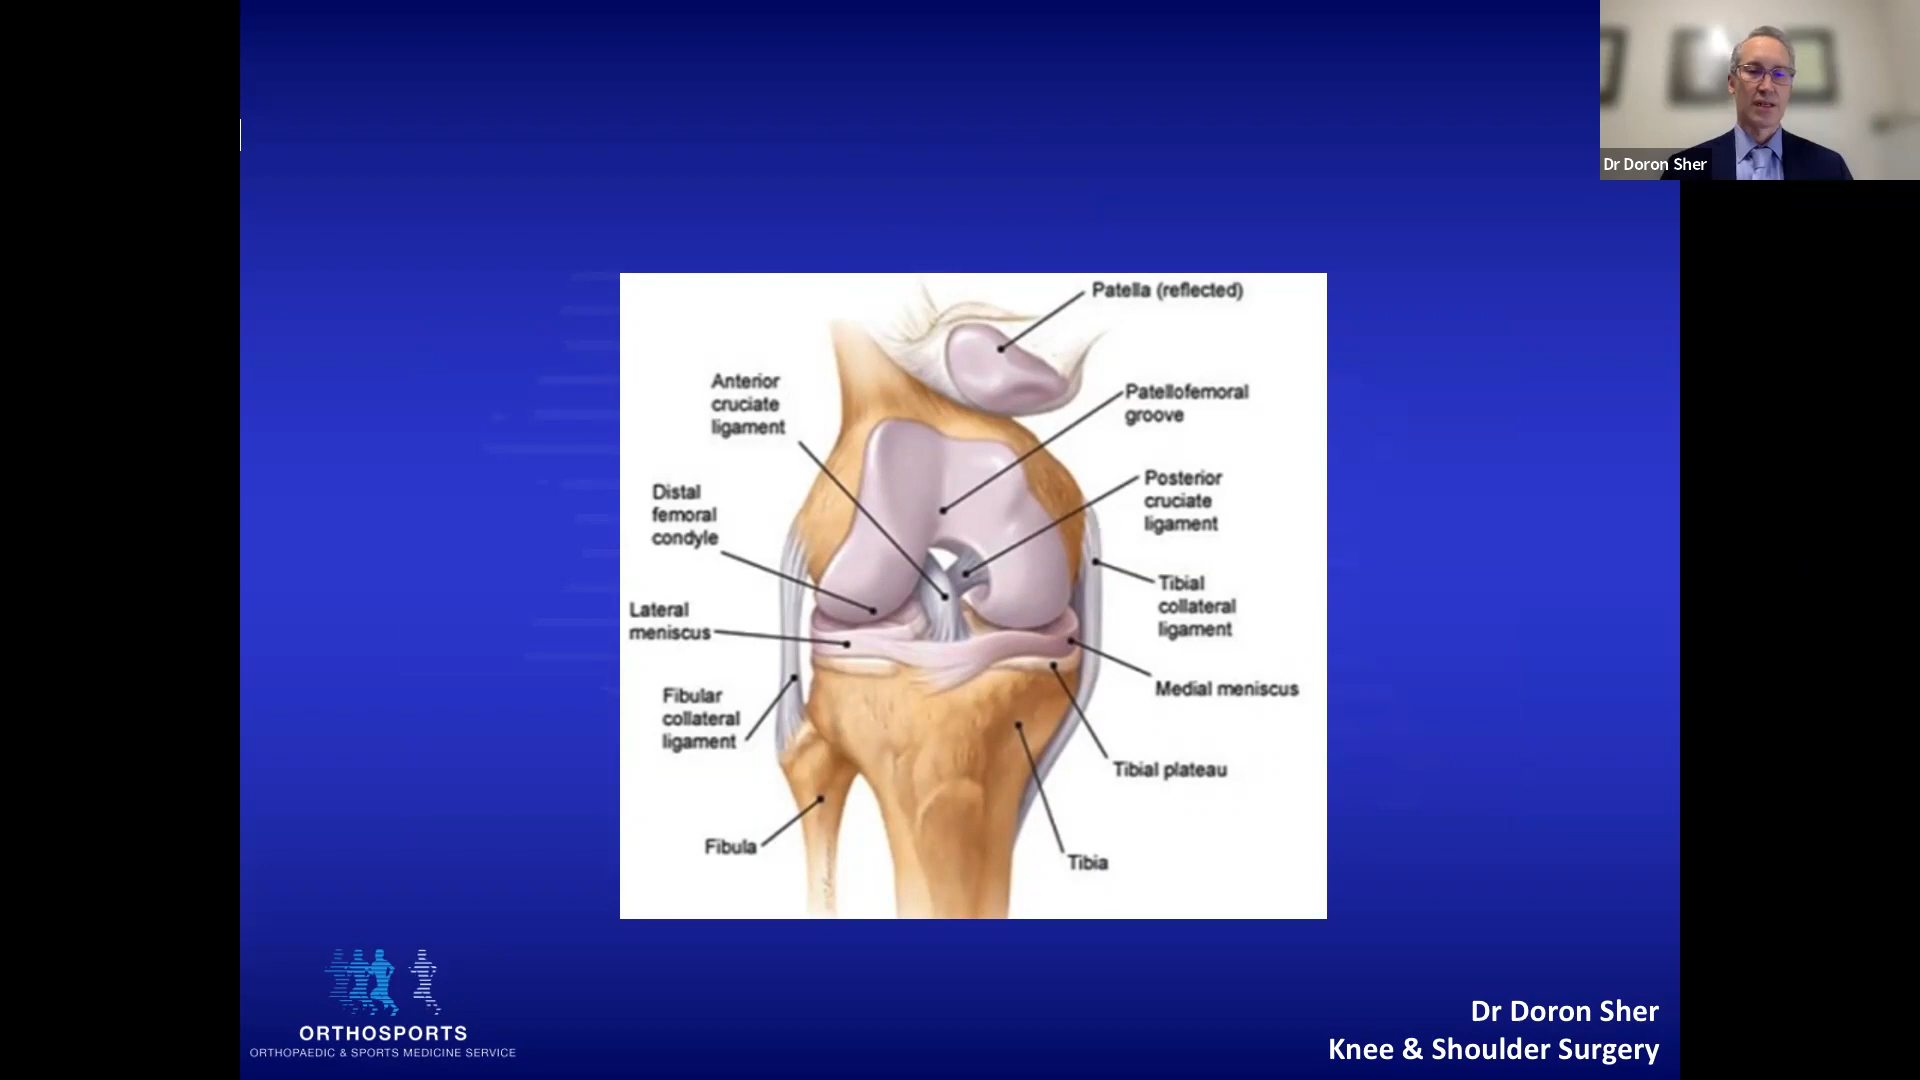 Dr Doron Sher
Patella (reflected)
Anterior
cruciate
ligament
Patellofemoral
groove
Distal
femoral
condyle
Posterior
cruciate
ligament
Lateral
meniscus
Tibial
collateral
ligament
Fibular
collateral
ligament
Medial meniscus
Tibial plateau
Fibula
Tibia
ORTHOSPORTS
ORTHOPAEDIC & SPORTS MEDICINE SERVICE
Dr Doron Sher
Knee & Shoulder Surgery